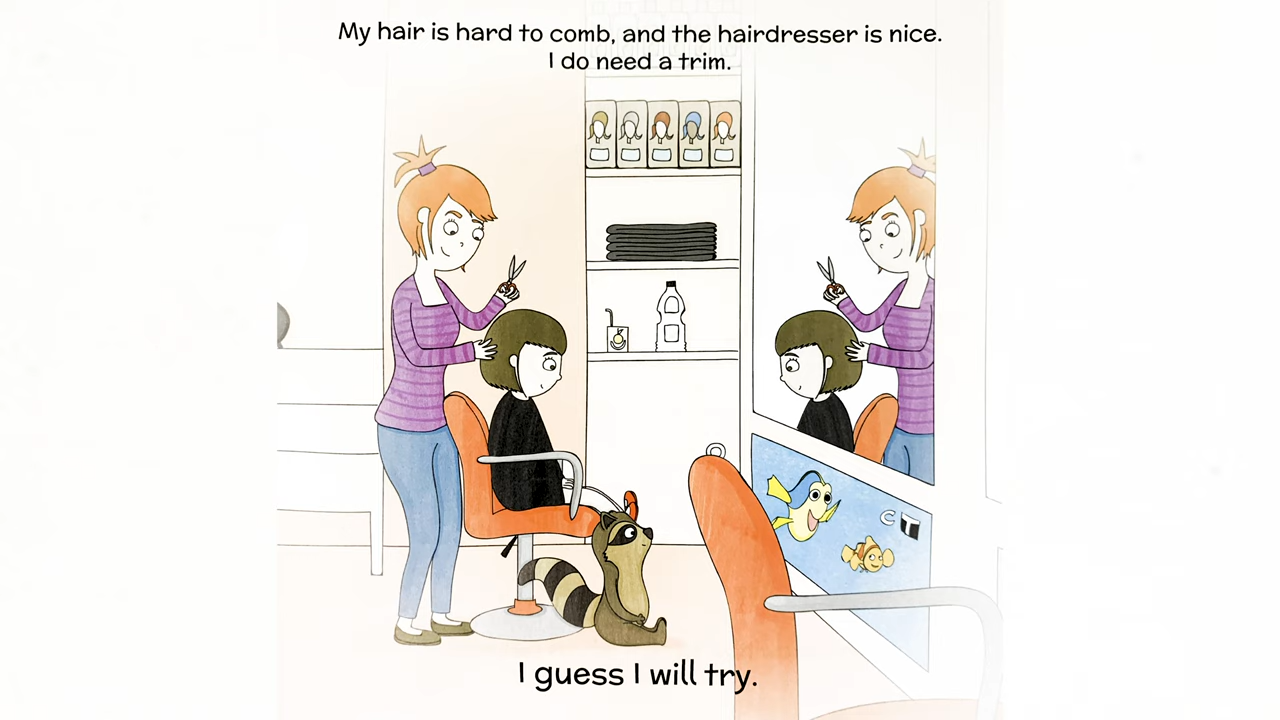 My hair is hard to comb, and the hairdresser is nice.
I do need a trim.
C T
I guess I will try.